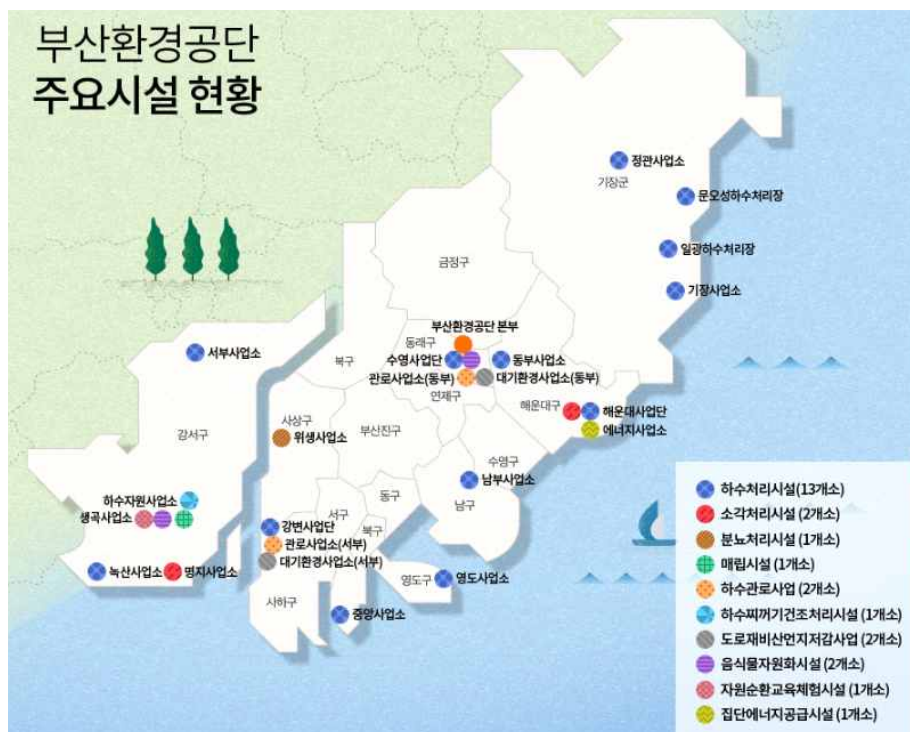 부산환경공단
주요시설 현황
정관사업소
기장군
문오성하수처리장
일광하수처리장
기장사업소
금정구
부산환경공단 본부
동래구
서부사업소
북구
수영사업단
동부사업소
관로사업소(동부)
대기환경사업소(동부)
연제구
해운대구
해운대사업단
에너지사업소
사상구
강서구
위생사업소
부산진구
수영구
남부사업소
하수자원사업소
생곡사업소
동구
서구
남구
강변사업단
북구
관로사업소(서부)
대기환경사업소(서부)
녹산사업소
명지사업소
영도구
영도사업소
사하구
중앙사업소
하수처리시설(13개소)
소각처리시설 (2개소)
분뇨처리시설 (1개소)
매립시설 (1개소)
하수관로사업 (2개소)
하수찌꺼기건조처리시설 (1개소)
도로재비산먼지저감사업 (2개소)
음식물자원화시설 (2개소)
자원순환교육체험시설 (1개소)
집단에너지공급시설 (1개소)